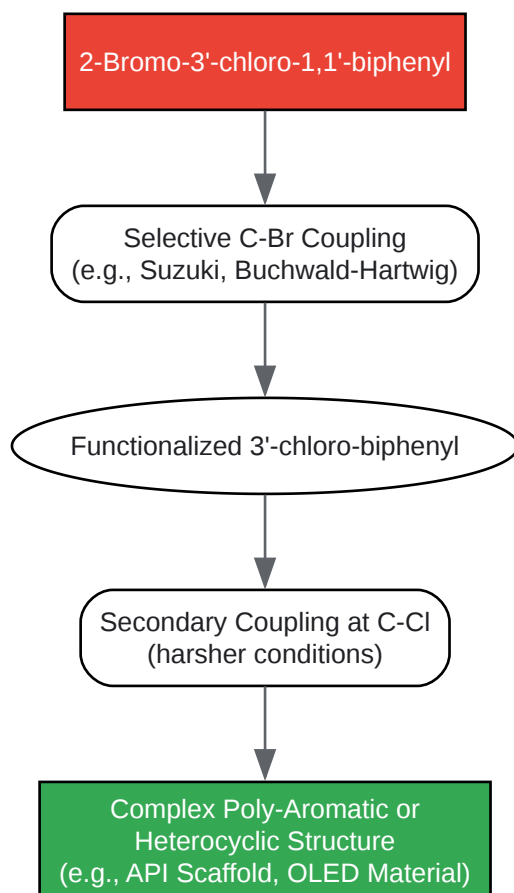 2-Bromo-3'-chloro-1,1'-biphenyl
Selective C-Br Coupling
(e.g., Suzuki, Buchwald-Hartwig)
Functionalized 3'-chloro-biphenyl
Secondary Coupling at C-Cl
(harsher conditions)
Complex Poly-Aromatic or
Heterocyclic Structure
(e.g., API Scaffold, OLED Material)